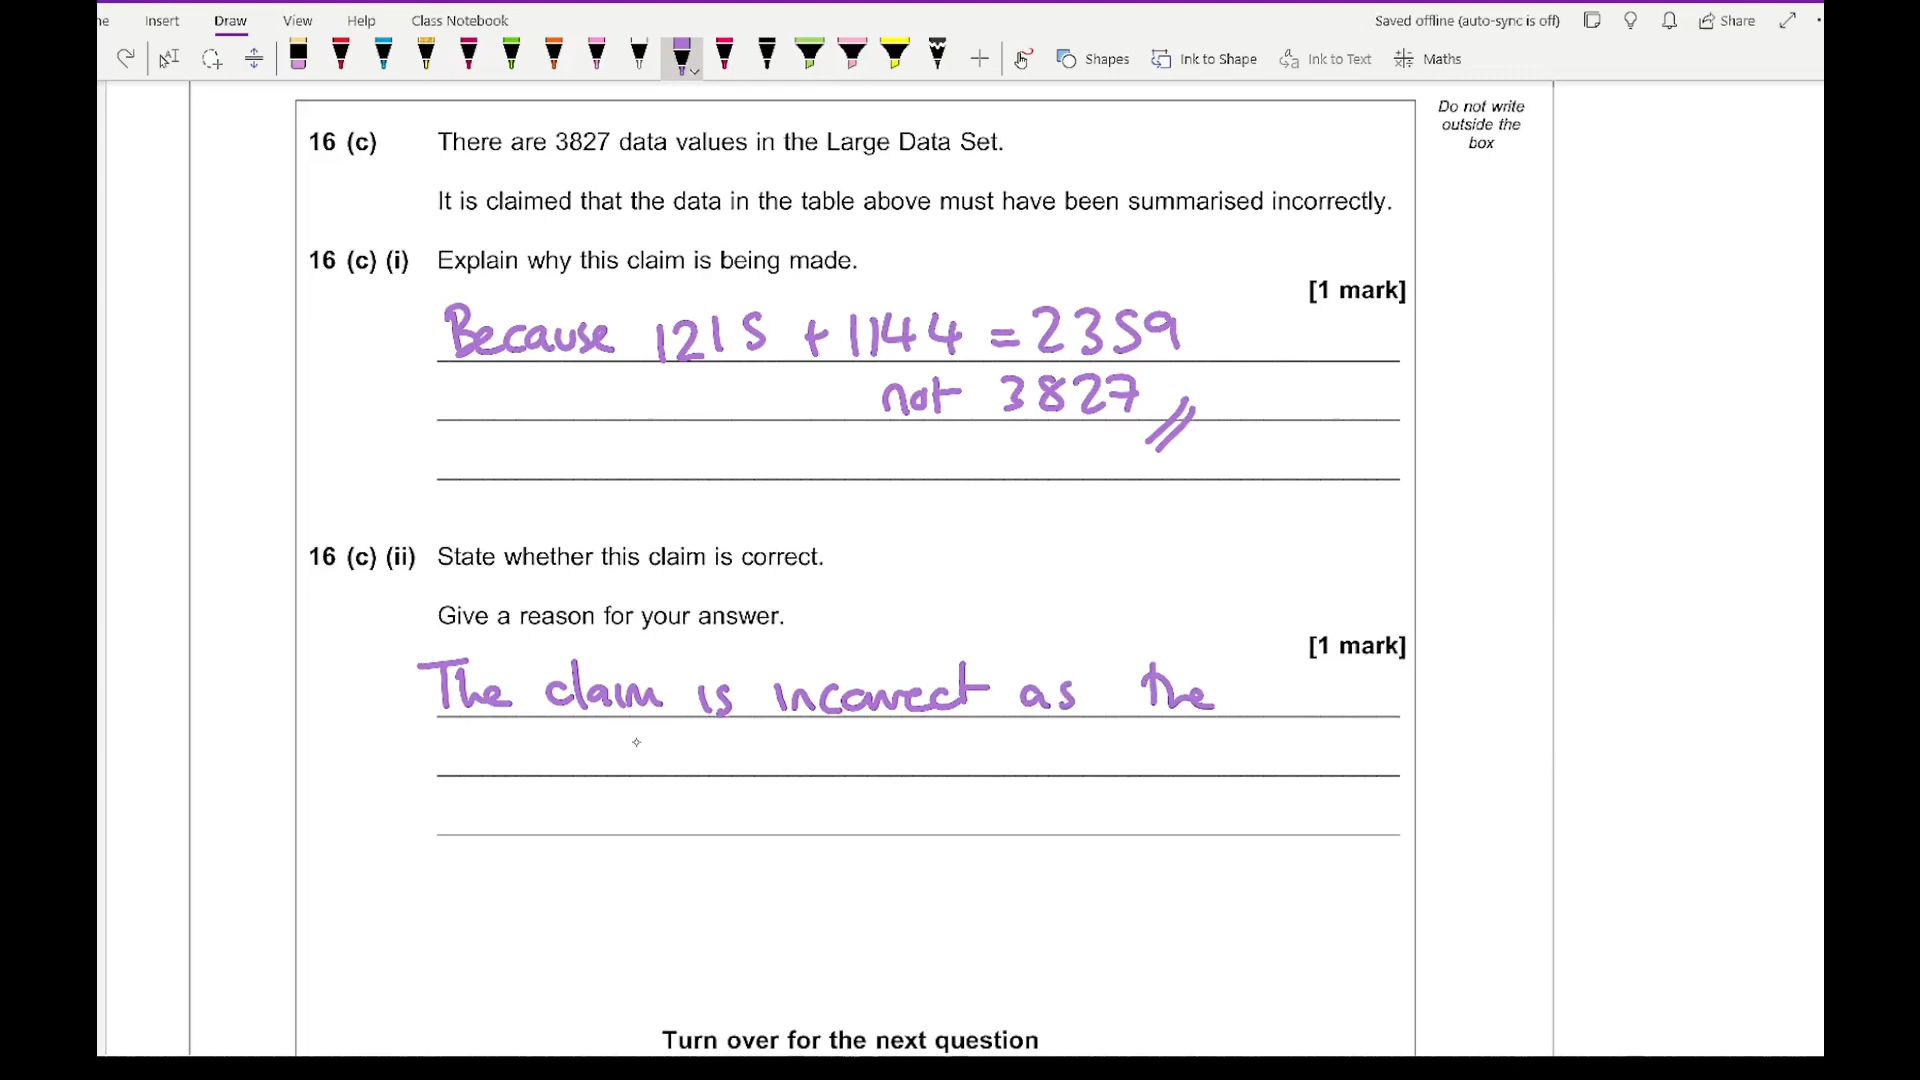 Insert Draw View Help Class Notebook Saved offline (auto-sync is off) Share
Shapes Ink to Shape Ink to Text Maths
Do not write
outside the
box
16 (c) There are 3827 data values in the Large Data Set.
It is claimed that the data in the table above must have been summarised incorrectly.
16 (c) (i) Explain why this claim is being made.
[1 mark]
Because 1215 + 1144 = 2359
not 3827
16 (c) (ii) State whether this claim is correct.
Give a reason for your answer.
[1 mark]
The claim is incorrect as the
Turn over for the next question